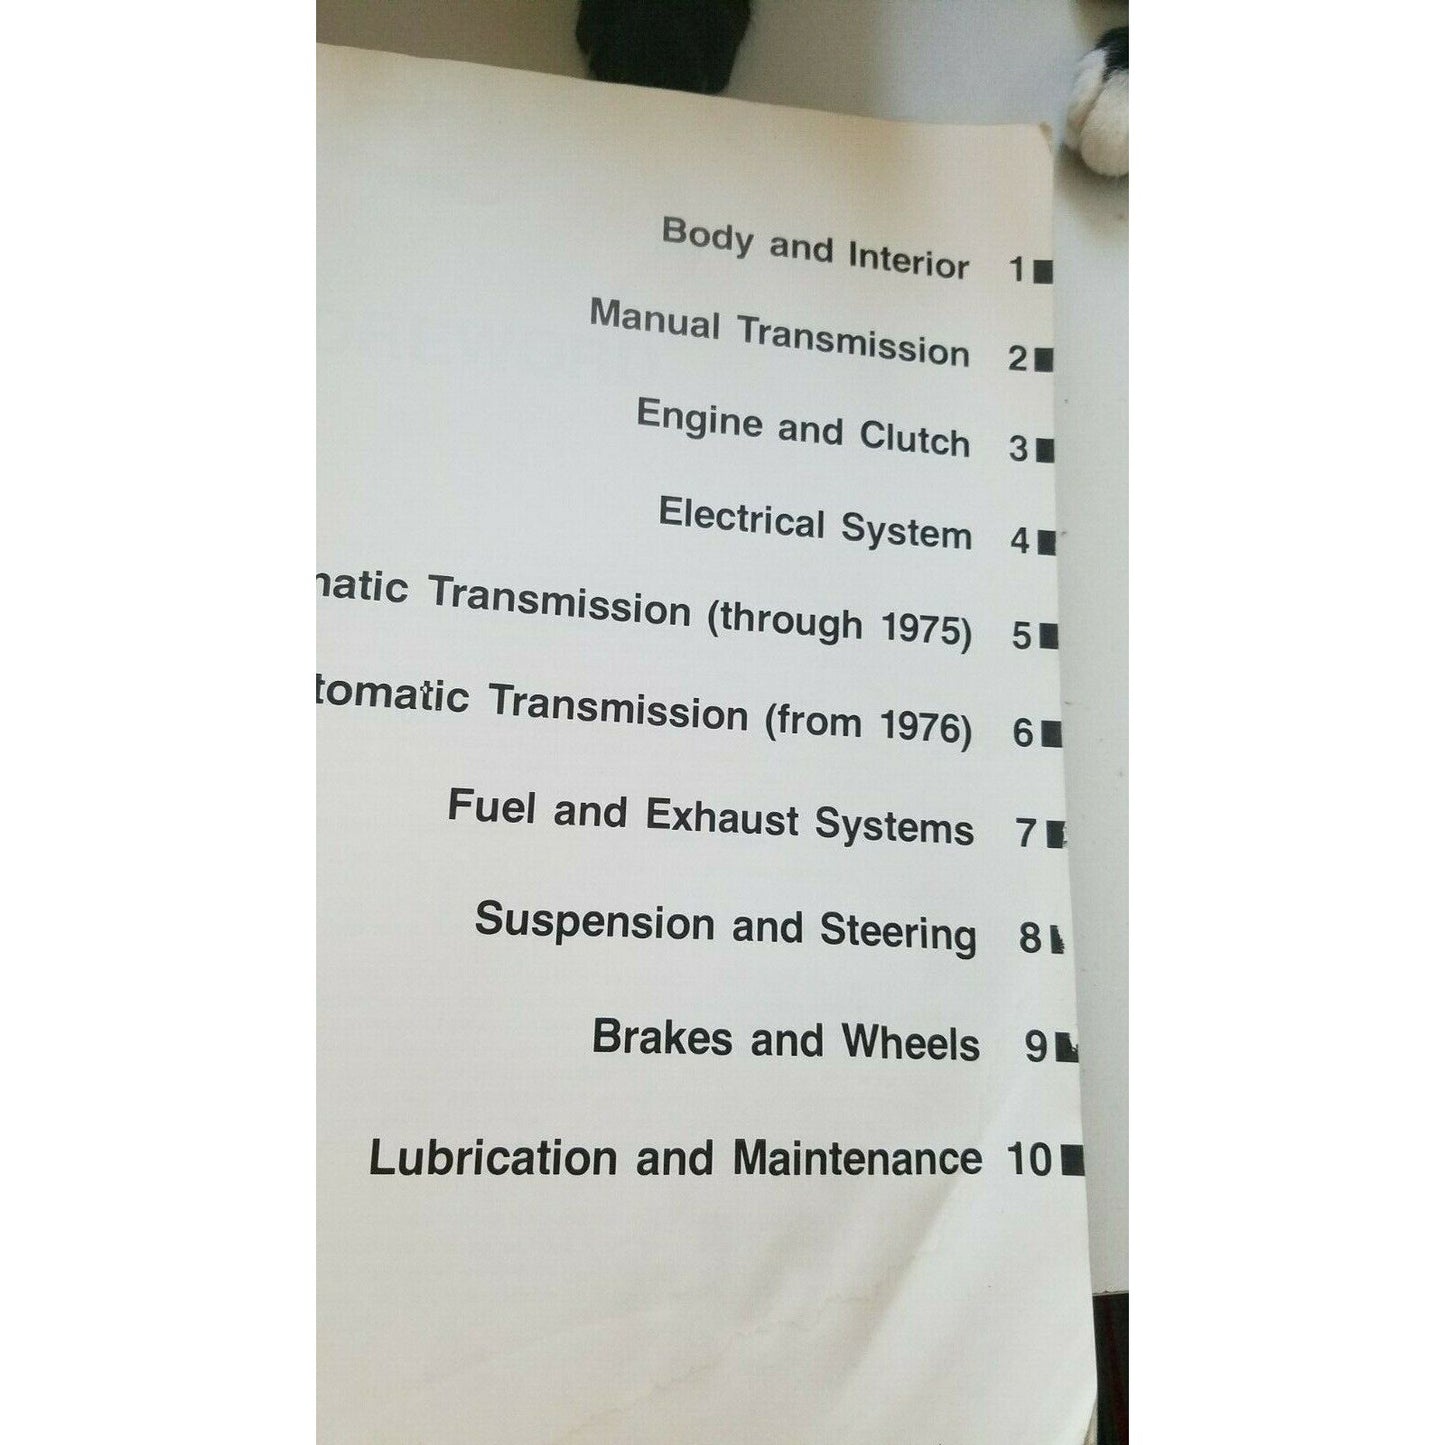 Body and Interior 1
Manual Transmission 2
Engine and Clutch 3
Electrical System 4
matic Transmission (through 1975) 5
tomatic Transmission (from 1976) 6
Fuel and Exhaust Systems 7
Suspension and Steering 8
Brakes and Wheels 9
Lubrication and Maintenance 10